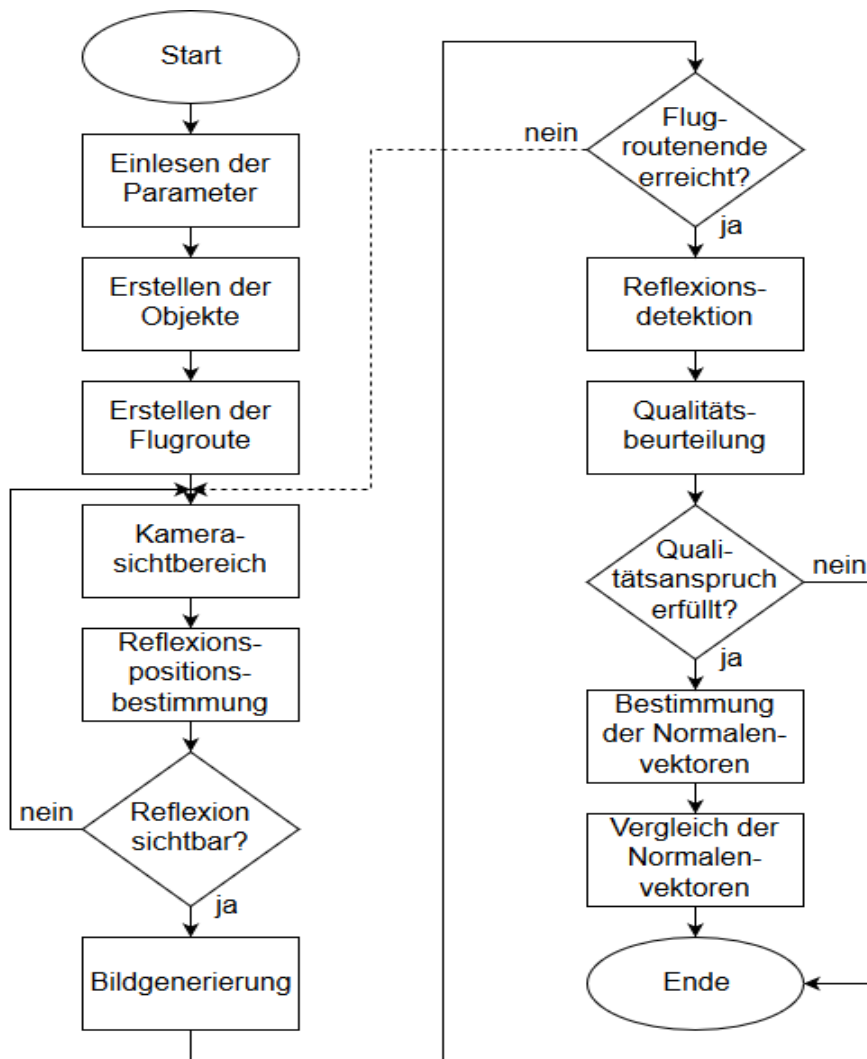 Start
Einlesen der
Parameter
Erstellen der
Objekte
Erstellen der
Flugroute
Kamera-
sichtbereich
Reflexions-
positions-
bestimmung
nein
Reflexion
sichtbar?
ja
Bildgenerierung
nein
Flug-
routenende
erreicht?
ja
Reflexions-
detektion
Qualitäts-
beurteilung
Quali-
tätsanspruch
erfüllt?
nein
ja
Bestimmung
der Normalen-
vektoren
Vergleich der
Normalen-
vektoren
Ende